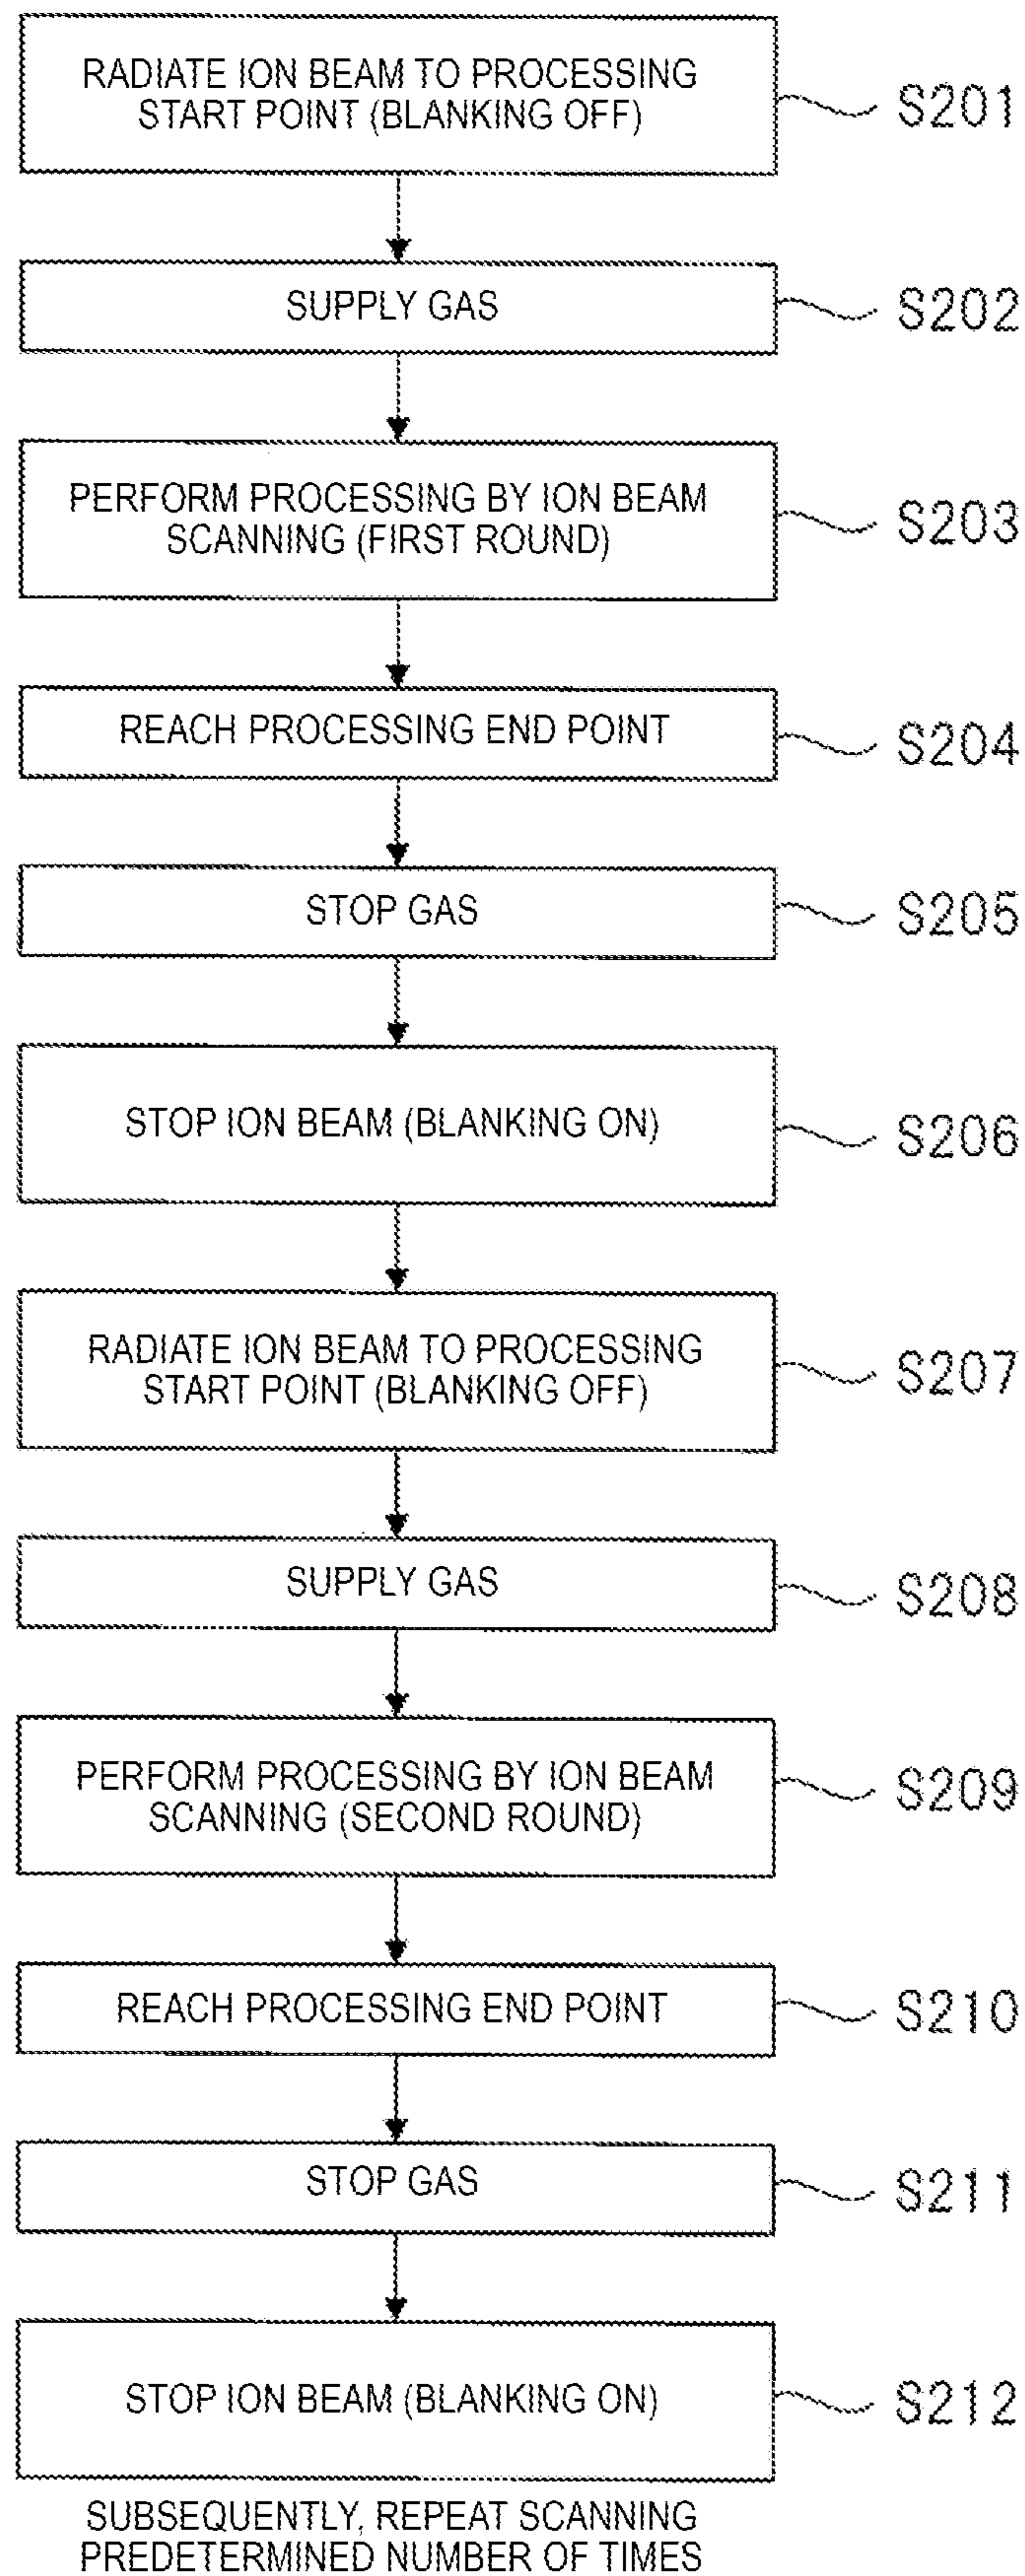 RADIATE ION BEAM TO PROCESSING
START POINT (BLANKING OFF)
S201
SUPPLY GAS
S202
PERFORM PROCESSING BY ION BEAM
SCANNING (FIRST ROUND)
S203
REACH PROCESSING END POINT
S204
STOP GAS
S205
STOP ION BEAM (BLANKING ON)
S206
RADIATE ION BEAM TO PROCESSING
START POINT (BLANKING OFF)
S207
SUPPLY GAS
S208
PERFORM PROCESSING BY ION BEAM
SCANNING (SECOND ROUND)
S209
REACH PROCESSING END POINT
S210
STOP GAS
S211
STOP ION BEAM (BLANKING ON)
S212
SUBSEQUENTLY, REPEAT SCANNING
PREDETERMINED NUMBER OF TIMES